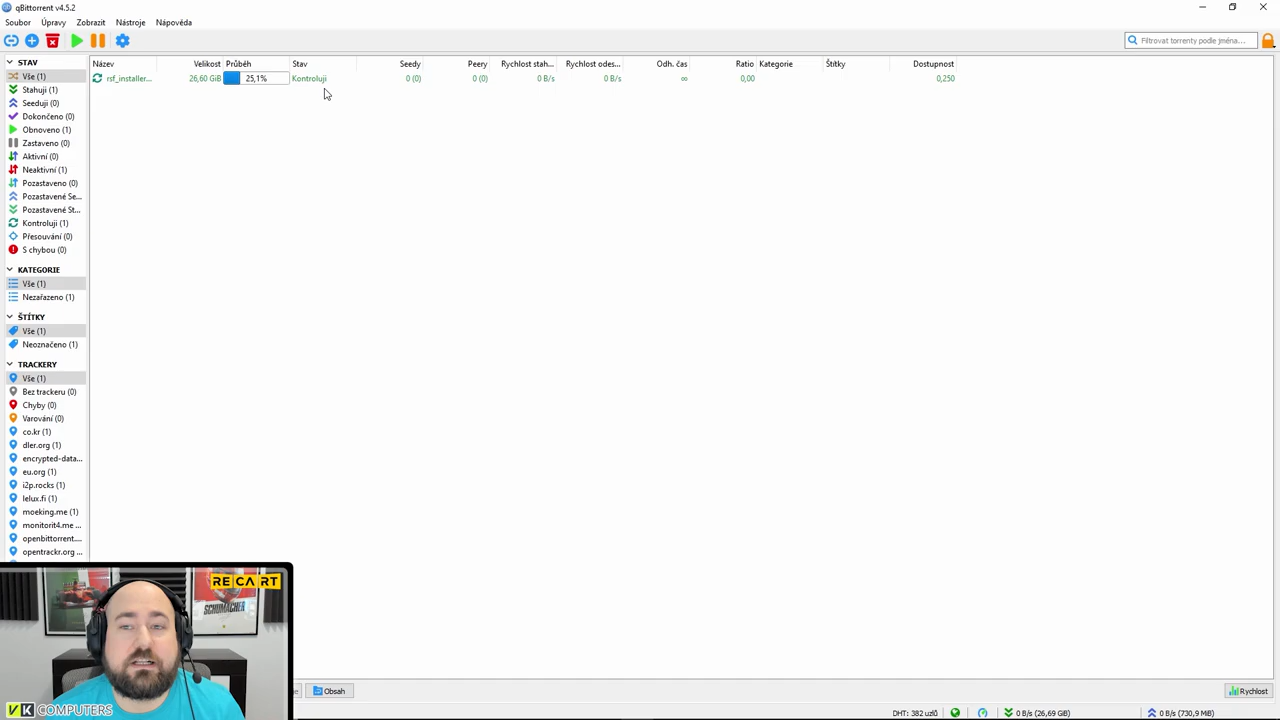 qBittorrent v4.5.2
Soubor Úpravy Zobrazit Nástroje Nápověda
Filtrovat torrenty podle jména...
STAV
Vše (1)
Stahuji (1)
Seeduji (0)
Dokončeno (0)
Obnoveno (1)
Zastaveno (0)
Aktivní (0)
Neaktivní (1)
Pozastaveno (0)
Pozastavené Se...
Pozastavené St...
Kontroluji (1)
Přesouvání (0)
S chybou (0)
KATEGORIE
Vše (1)
Nezařazeno (1)
ŠTÍTKY
Vše (1)
Neoznačeno (1)
TRACKERY
Vše (1)
Bez trackeru (0)
Chyby (0)
Varování (0)
co.kr (1)
dler.org (1)
encrypted-data...
eu.org (1)
i2p.rocks (1)
lelux.fi (1)
moeking.me (1)
monitorit4.me ...
openbittorrent....
opentrackr.org ...
Název Velikost Průběh Stav Seedy Peery Rychlost stah... Rychlost odes... Odh. čas Ratio Kategorie Štítky Dostupnost
rsf_installer... 26,60 GiB 25,1% Kontroluji 0 (0) 0 (0) 0 B/s 0 B/s ∞ 0,00 0,250
RECART
SCHUMACHER
VK COMPUTERS
Obsah
Rychlost
DHT: 382 uzlů 0 B/s (26,69 GiB) 0 B/s (730,9 MiB)